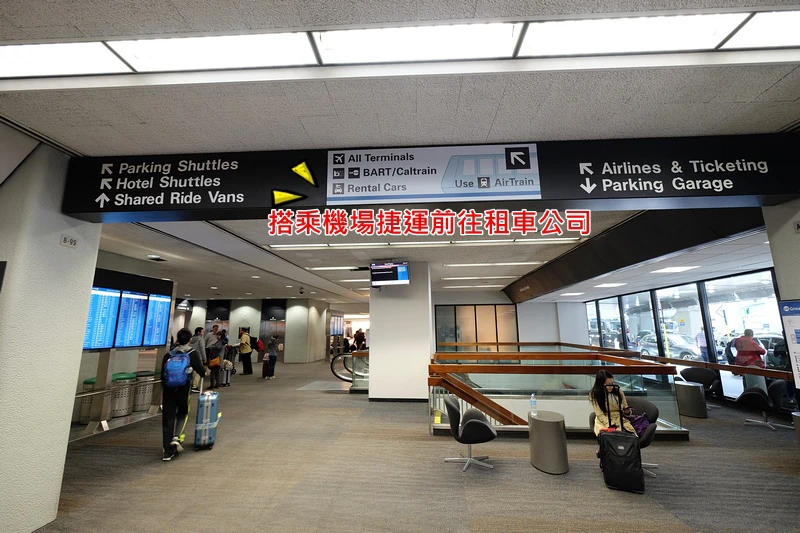 Parking Shuttles
Hotel Shuttles
Shared Ride Vans
All Terminals
BART/Caltrain
Rental Cars
Use AirTrain
Airlines & Ticketing
Parking Garage
搭乘機場捷運前往租車公司
B-99